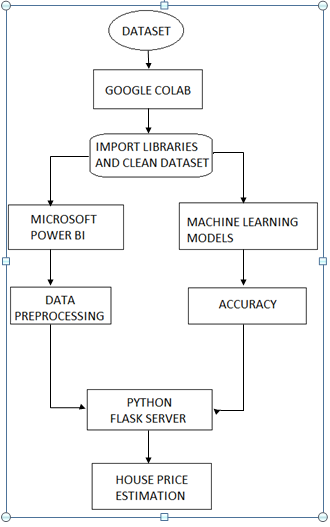 DATASET
GOOGLE COLAB
IMPORT LIBRARIES
AND CLEAN DATASET
MICROSOFT
POWER BI
MACHINE LEARNING
MODELS
DATA
PREPROCESSING
ACCURACY
PYTHON
FLASK SERVER
HOUSE PRICE
ESTIMATION